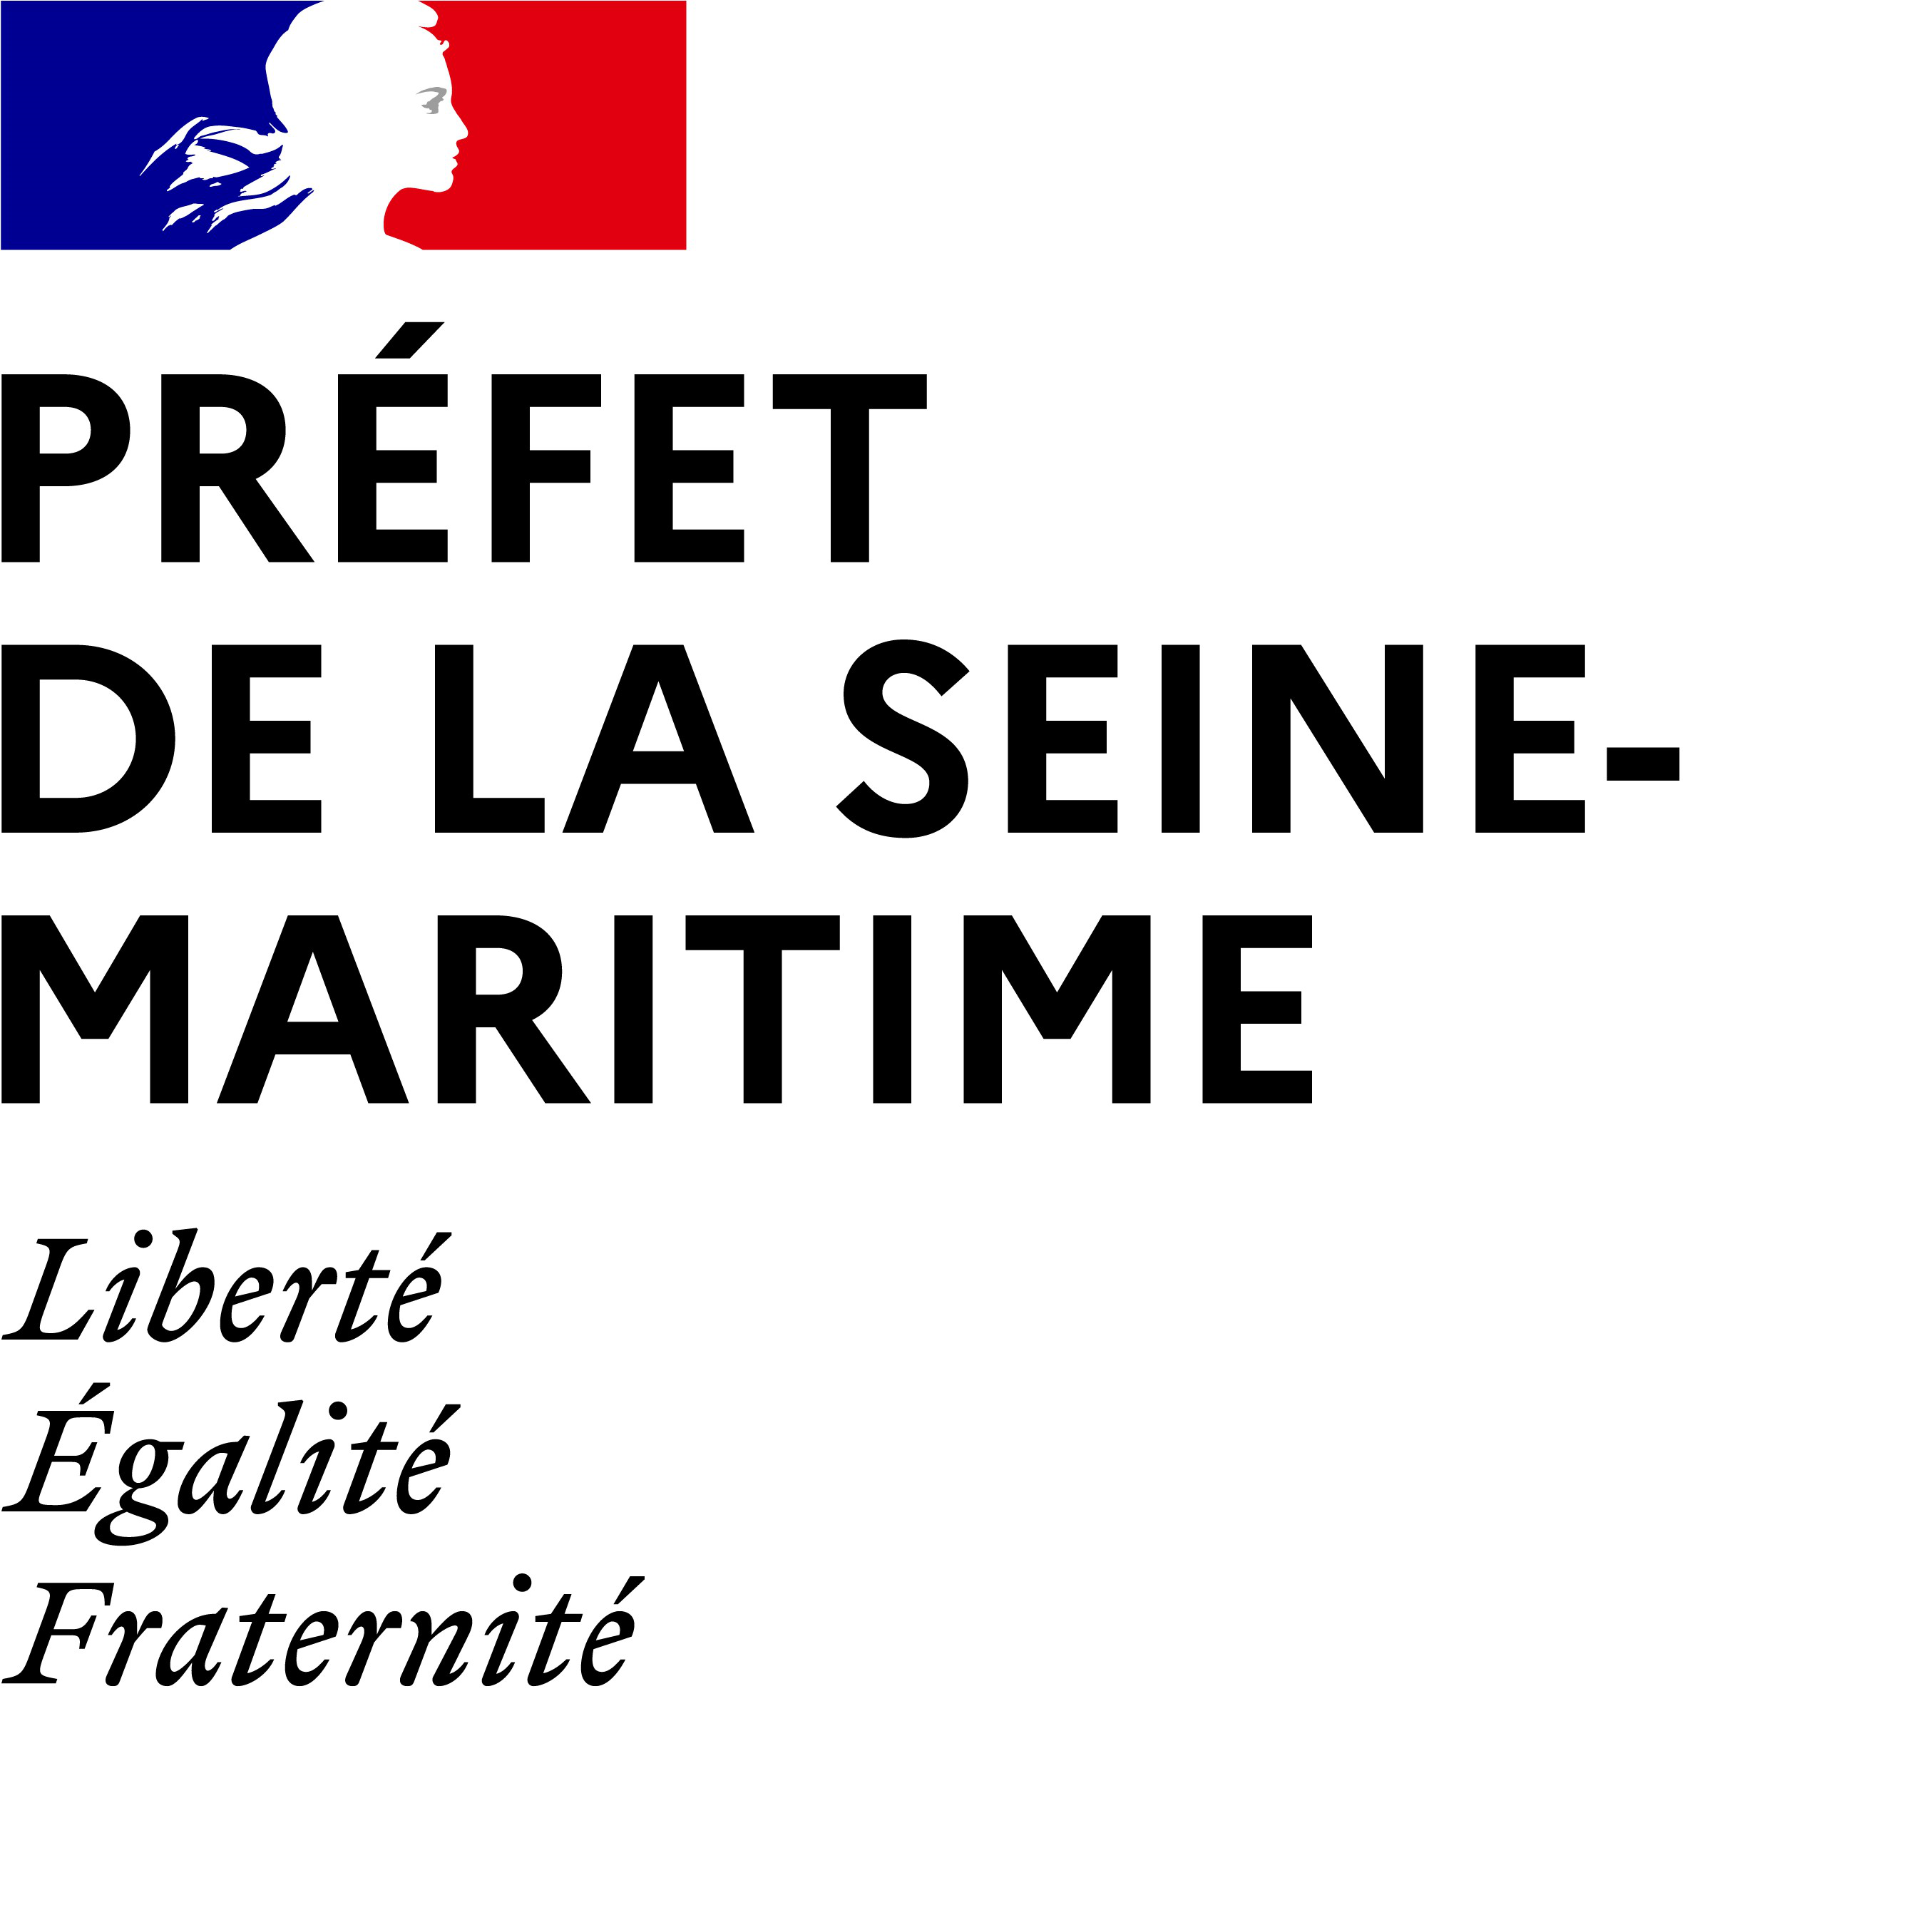 PRÉFET
DE LA SEINE-
MARITIME
Liberté
Égalité
Fraternité